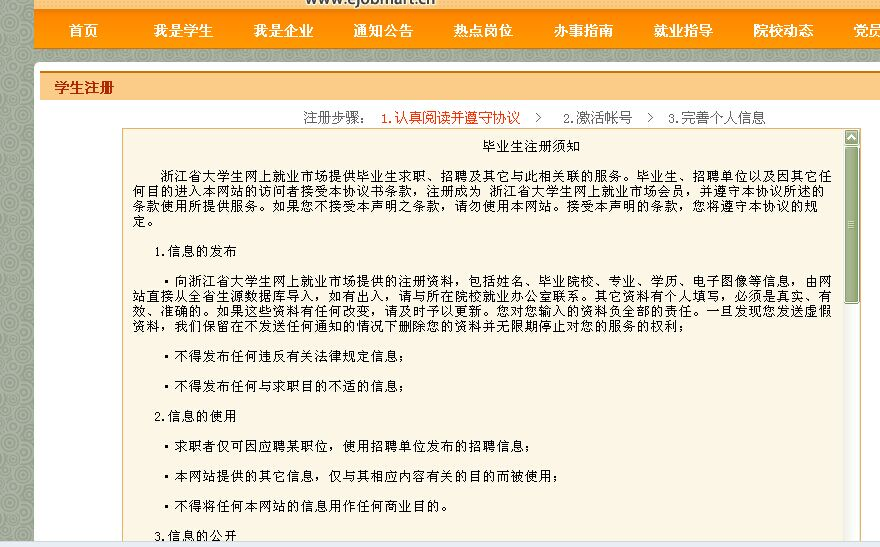 www.ejobmart.cn
首页 我是学生 我是企业 通知公告 热点岗位 办事指南 就业指导 院校动态 党员
学生注册
注册步骤： 1.认真阅读并遵守协议 > 2.激活帐号 > 3.完善个人信息
毕业生注册须知
浙江省大学生网上就业市场提供毕业生求职、招聘及其它与此相关联的服务。毕业生、招聘单位以及因其它任
何目的进入本网站的访问者接受本协议书条款，注册成为 浙江省大学生网上就业市场会员，并遵守本协议所述的
条款使用所提供服务。如果您不接受本声明之条款，请勿使用本网站。接受本声明的条款，您将遵守本协议的规
定。
1.信息的发布
·向浙江省大学生网上就业市场提供的注册资料，包括姓名、毕业院校、专业、学历、电子图像等信息，由网
站直接从全省生源数据库导入，如有出入，请与所在院校就业办公室联系。其它资料有个人填写，必须是真实、有
效、准确的。如果这些资料有任何改变，请及时予以更新。您对您输入的资料负全部的责任。一旦发现您发送虚假
资料，我们保留在不发送任何通知的情况下删除您的资料并无限期停止对您的服务的权利；
·不得发布任何违反有关法律规定信息；
·不得发布任何与求职目的不适的信息；
2.信息的使用
·求职者仅可因应聘某职位，使用招聘单位发布的招聘信息；
·本网站提供的其它信息，仅与其相应内容有关的目的而被使用；
·不得将任何本网站的信息用作任何商业目的。
3.信息的公开